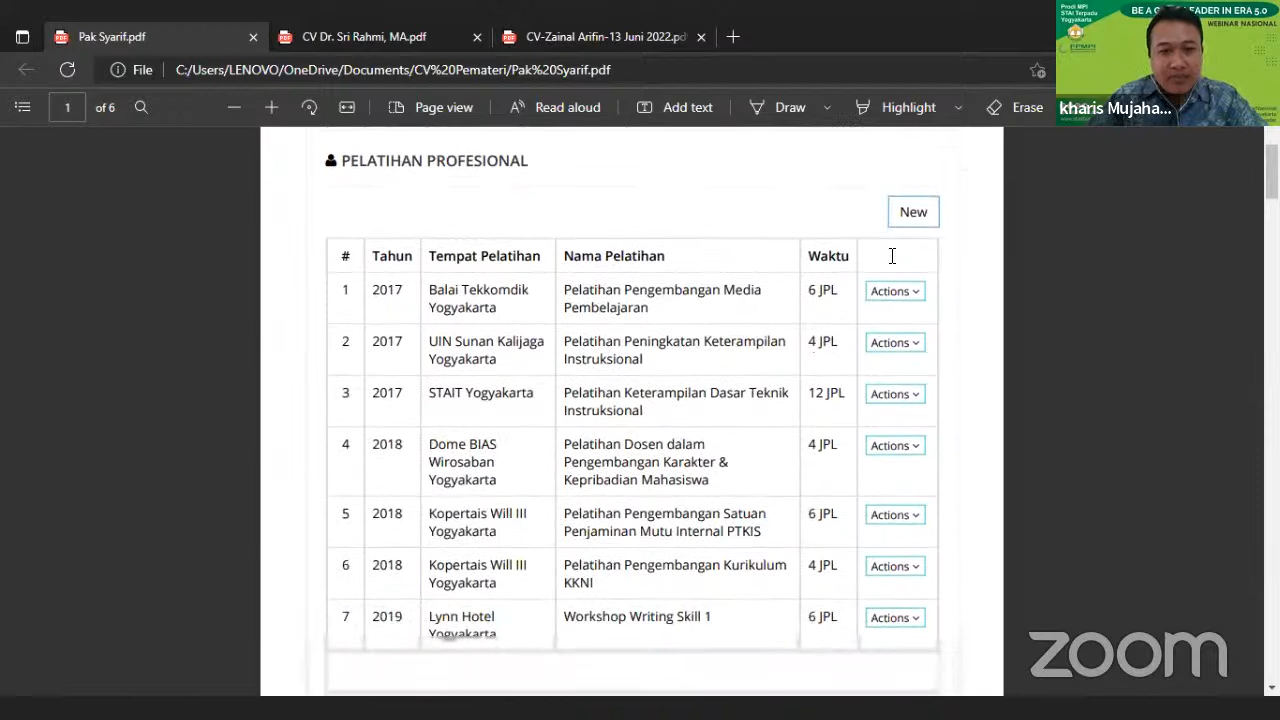 Pak Syarif.pdf
CV Dr. Sri Rahmi, MA.pdf
CV-Zainal Arifin-13 Juni 2022.pd
File
C:/Users/LENOVO/OneDrive/Documents/CV%20Pemateri/Pak%20Syarif.pdf
1 of 6
Page view
Read aloud
Add text
Draw
Highlight
Erase
Prodi MPI
STAI Terpadu
Yogyakarta
WEBINAR NASIONAL
kharis Mujaha...
PELATIHAN PROFESIONAL
New
# Tahun Tempat Pelatihan Nama Pelatihan Waktu
1 2017 Balai Tekkomdik Pelatihan Pengembangan Media 6 JPL Actions
Yogyakarta Pembelajaran
2 2017 UIN Sunan Kalijaga Pelatihan Peningkatan Keterampilan 4 JPL Actions
Yogyakarta Instruksional
3 2017 STAIT Yogyakarta Pelatihan Keterampilan Dasar Teknik 12 JPL Actions
Instruksional
4 2018 Dome BIAS Pelatihan Dosen dalam 4 JPL Actions
Wirosaban Pengembangan Karakter &
Yogyakarta Kepribadian Mahasiswa
5 2018 Kopertais Will III Pelatihan Pengembangan Satuan 6 JPL Actions
Yogyakarta Penjaminan Mutu Internal PTKIS
6 2018 Kopertais Will III Pelatihan Pengembangan Kurikulum 4 JPL Actions
Yogyakarta KKNI
7 2019 Lynn Hotel Workshop Writing Skill 1 6 JPL Actions
Yogyakarta
zoom